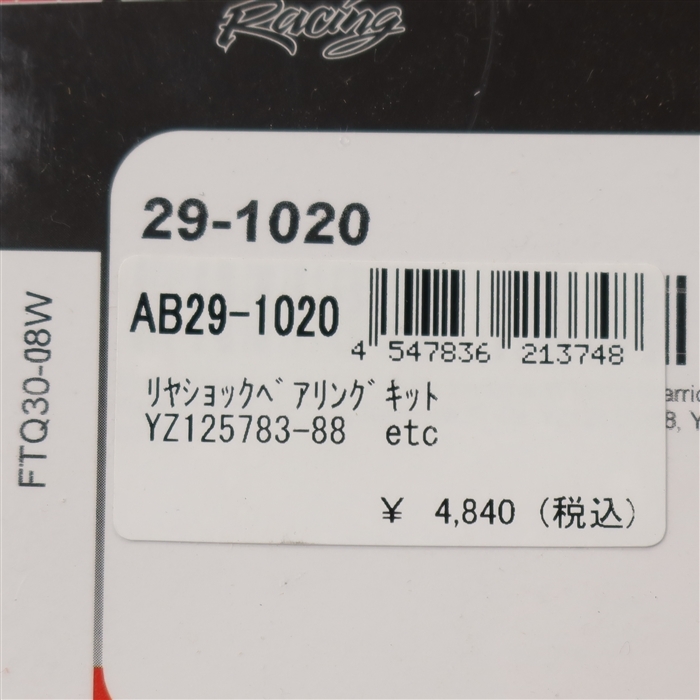 Racing
29-1020
AB29-1020
4 547836 213748
ﾘﾔｼｮｯｸﾍﾞｱﾘﾝｸﾞｷｯﾄ
YZ125783-88 etc
¥ 4,840 (税込)
FTQ30-08W
8, Y